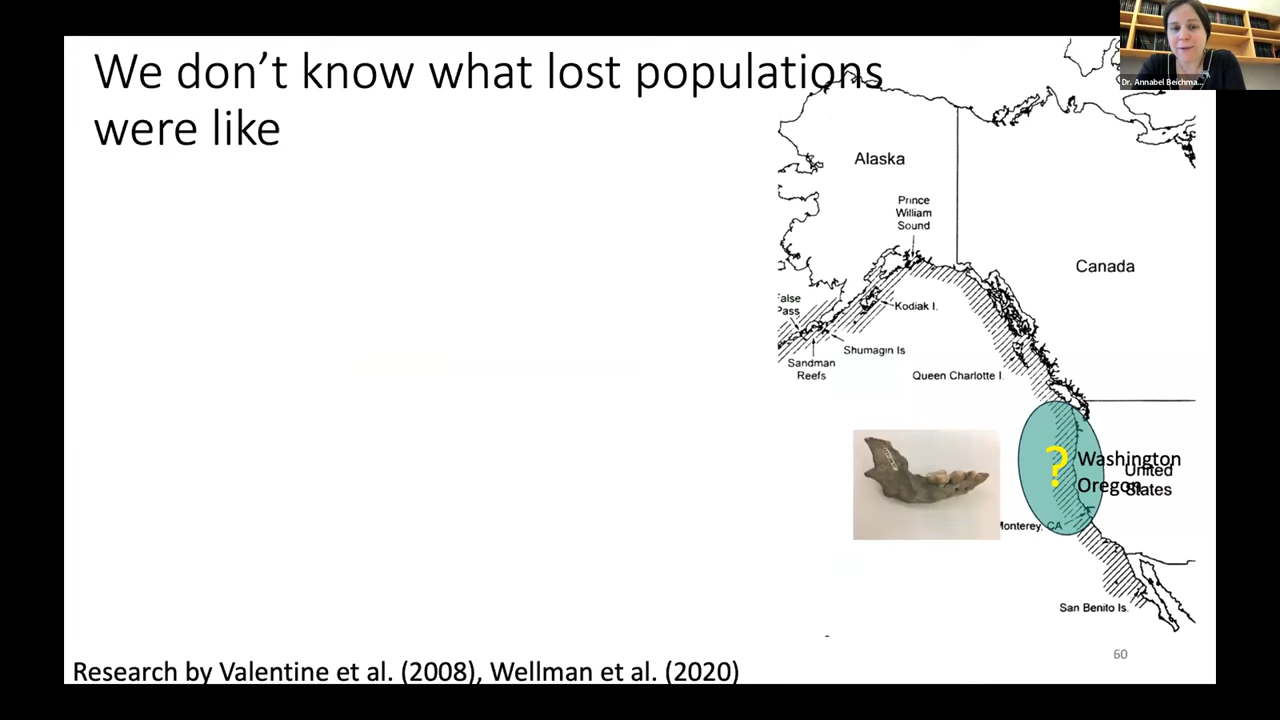 We don't know what lost populations
were like
Dr. Annabel Beichma...
Alaska
Prince
William
Sound
Canada
False
Pass
Kodiak I.
Shumagin Is
Sandman
Reefs
Queen Charlotte I.
?
Washington
United
Oregon
States
Monterey, CA
San Benito Is.
60
Research by Valentine et al. (2008), Wellman et al. (2020)